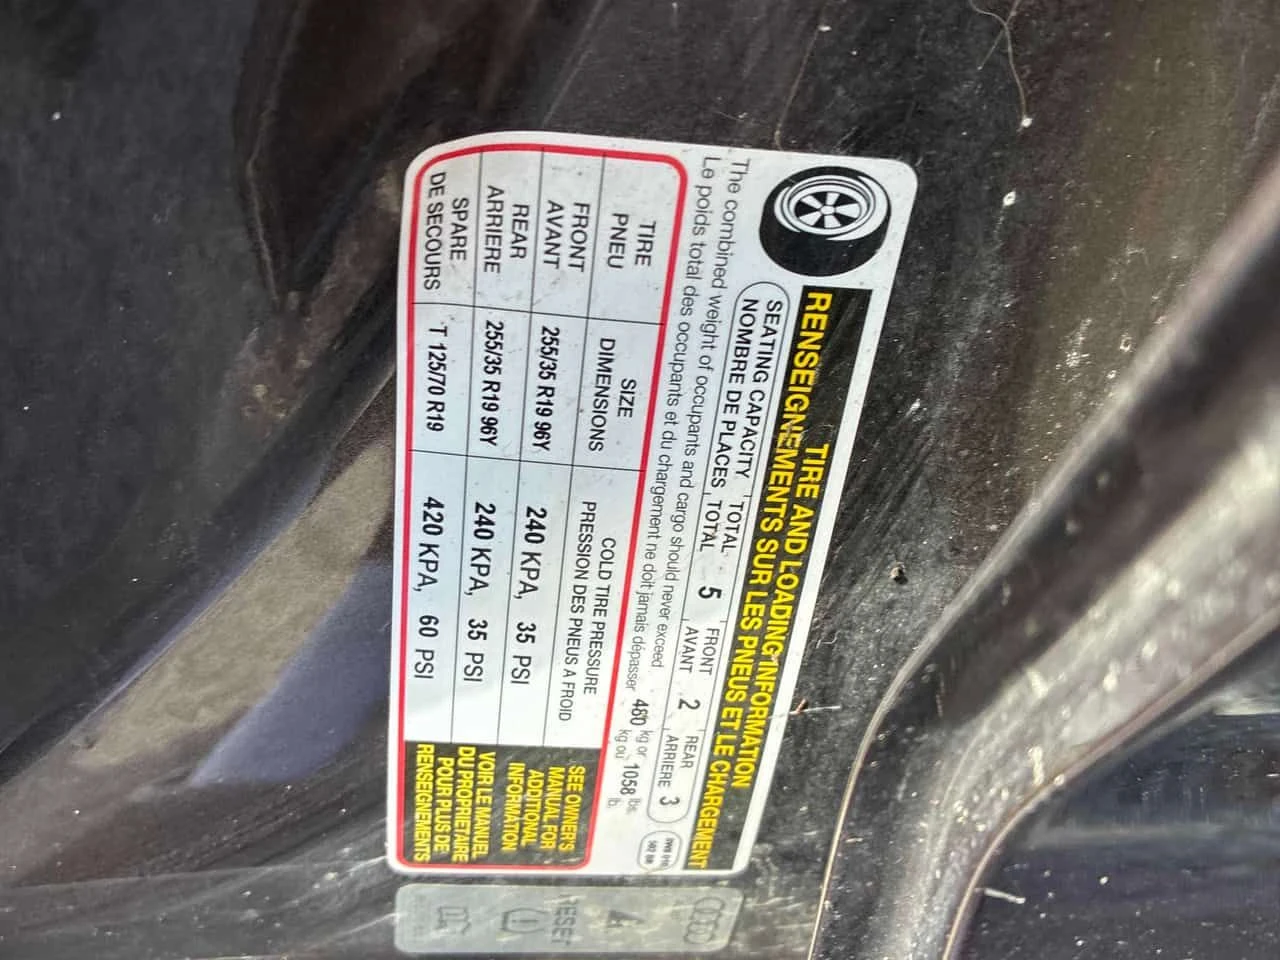 TIRE AND LOADING INFORMATION
RENSEIGNEMENTS SUR LES PNEUS ET LE CHARGEMENT
SEATING CAPACITY TOTAL 5 FRONT 2 REAR 3
NOMBRE DE PLACES TOTAL AVANT ARRIERE
The combined weight of occupants and cargo should never exceed 480 kg or 1058 lbs.
Le poids total des occupants et du chargement ne doit jamais dépasser kg ou lb.
TIRE SIZE COLD TIRE PRESSURE
PNEU DIMENSIONS PRESSION DES PNEUS A FROID
FRONT
AVANT 255/35 R19 96Y 240 KPA, 35 PSI
REAR
ARRIERE 255/35 R19 96Y 240 KPA, 35 PSI
SPARE
DE SECOURS T 125/70 R19 420 KPA, 60 PSI
SEE OWNER'S
MANUAL FOR
ADDITIONAL
INFORMATION
VOIR LE MANUEL
DU PROPRIETAIRE
POUR PLUS DE
RENSEIGNEMENTS